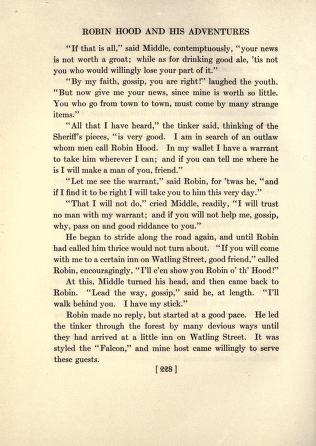 ROBIN HOOD AND HIS ADVENTURES
"If that is all," said Middle, contemptuously, "your news
is not worth a groat; while as for drinking good ale, 'tis not
you who would willingly lose your part of it."
"By my faith, gossip, you are right!" laughed the youth.
"But now give me your news, since mine is worth so little.
You who go from town to town, must come by many strange
items."
"All that I have heard," the tinker said, thinking of the
Sheriff's pieces, "is very good. I am in search of an outlaw
whom men call Robin Hood. In my wallet I have a warrant
to take him wherever I can; and if you can tell me where he
is I will make a man of you, friend."
"Let me see the warrant," said Robin, for 'twas he, "and
if I find it to be right I will take you to him this very day."
"That I will not do," cried Middle, readily, "I will trust
no man with my warrant; and if you will not help me, gossip,
why, pass on and good riddance to you."
He began to stride along the road again, and until Robin
had called him thrice would not turn about. "If you will come
with me to a certain inn on Watling Street, good friend," called
Robin, encouragingly, "I'll e'en show you Robin o' th' Hood!"
At this, Middle turned his head, and then came back to
Robin. "Lead the way, gossip," said he, at length. "I'll
walk behind you. I have my stick."
Robin made no reply, but started at a good pace. He led
the tinker through the forest by many devious ways until
they had arrived at a little inn on Watling Street. It was
styled the "Falcon," and mine host came willingly to serve
these guests.
[ 228 ]